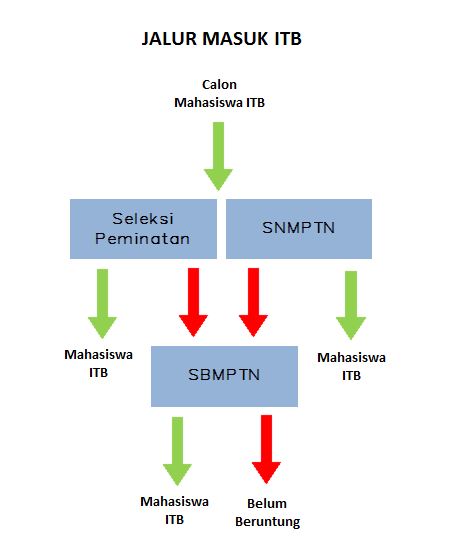 JALUR MASUK ITB
Calon
Mahasiswa ITB
Seleksi
Peminatan
SNMPTN
Mahasiswa
ITB
Mahasiswa
ITB
SBMPTN
Mahasiswa
ITB
Belum
Beruntung